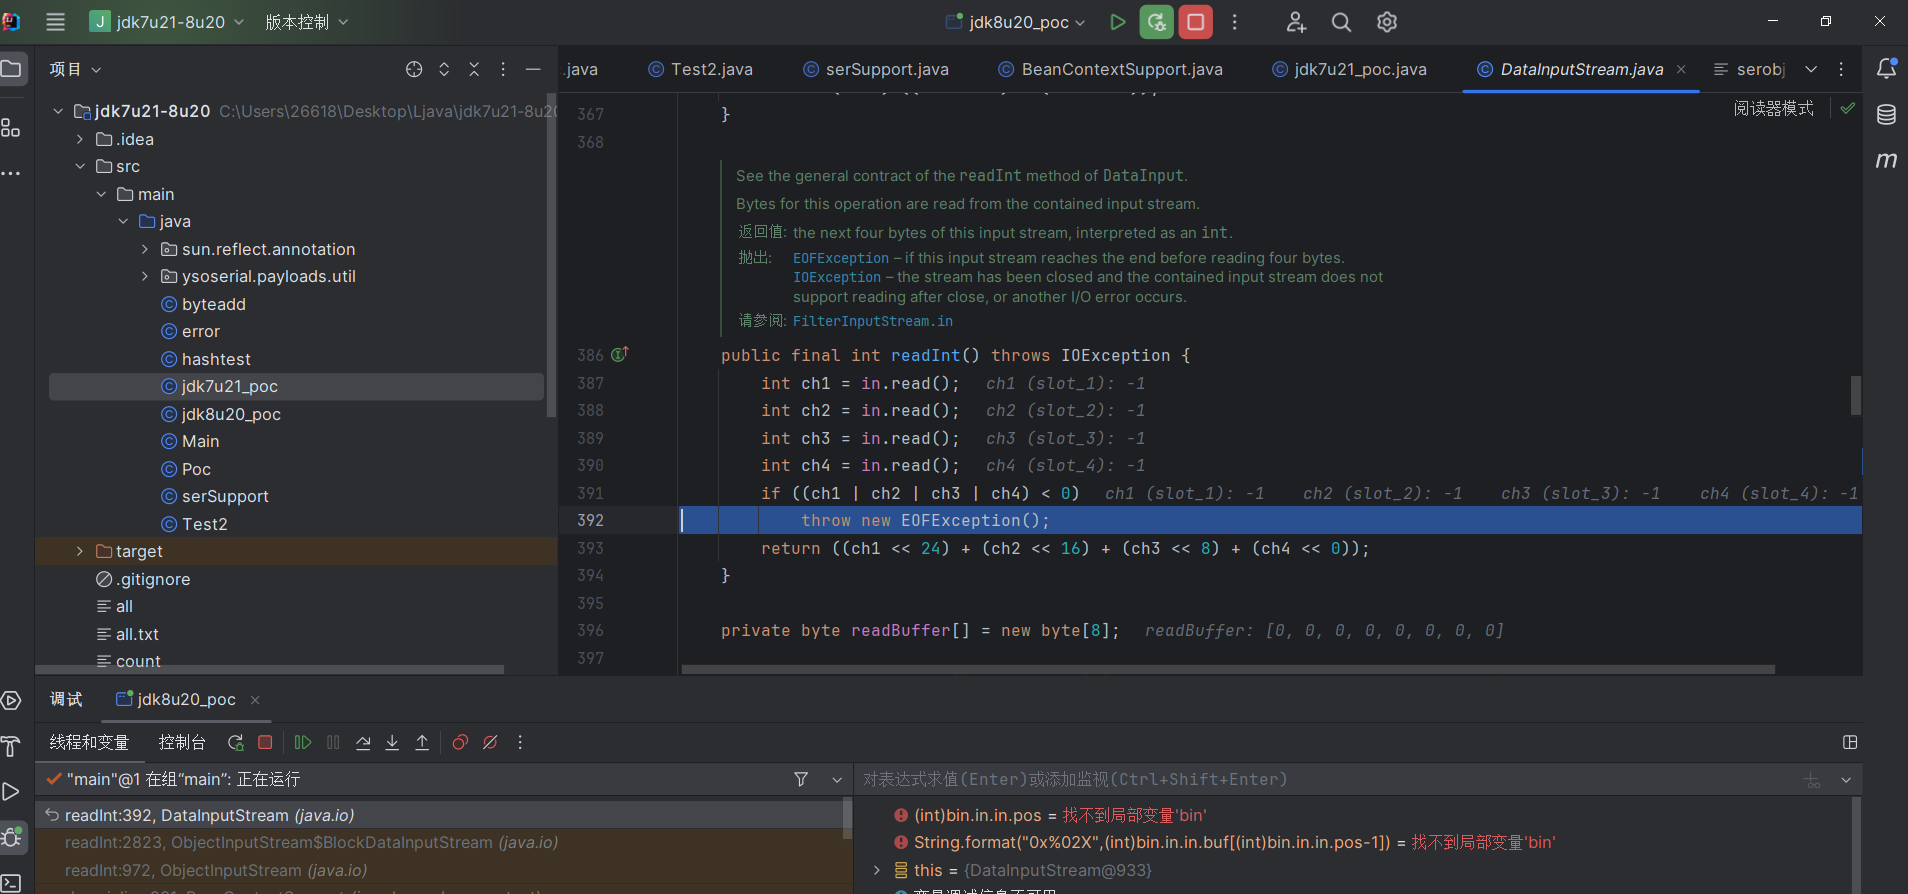 J jdk7u21-8u20 版本控制 jdk8u20_poc
项目
.java Test2.java serSupport.java BeanContextSupport.java jdk7u21_poc.java DataInputStream.java serobj
jdk7u21-8u20 C:\Users\26618\Desktop\Ljava\jdk7u21-8u20
.idea
src
main
java
sun.reflect.annotation
ysoserial.payloads.util
byteadd
error
hashtest
jdk7u21_poc
jdk8u20_poc
Main
Poc
serSupport
Test2
target
.gitignore
all
all.txt
count
阅读器模式
367 }
368
See the general contract of the readInt method of DataInput.
Bytes for this operation are read from the contained input stream.
返回值: the next four bytes of this input stream, interpreted as an int.
抛出: EOFException – if this input stream reaches the end before reading four bytes.
IOException – the stream has been closed and the contained input stream does not
support reading after close, or another I/O error occurs.
请参阅: FilterInputStream.in
386 public final int readInt() throws IOException {
387 int ch1 = in.read(); ch1 (slot_1): -1
388 int ch2 = in.read(); ch2 (slot_2): -1
389 int ch3 = in.read(); ch3 (slot_3): -1
390 int ch4 = in.read(); ch4 (slot_4): -1
391 if ((ch1 | ch2 | ch3 | ch4) < 0) ch1 (slot_1): -1 ch2 (slot_2): -1 ch3 (slot_3): -1 ch4 (slot_4): -1
392 throw new EOFException();
393 return ((ch1 << 24) + (ch2 << 16) + (ch3 << 8) + (ch4 << 0));
394 }
395
396 private byte readBuffer[] = new byte[8]; readBuffer: [0, 0, 0, 0, 0, 0, 0, 0]
397
m
调试 jdk8u20_poc
线程和变量 控制台
"main"@1 在组“main”: 正在运行
readInt:392, DataInputStream (java.io)
readInt:2823, ObjectInputStream$BlockDataInputStream (java.io)
readInt:972, ObjectInputStream (java.io)
对表达式求值(Enter)或添加监视(Ctrl+Shift+Enter)
(int)bin.in.in.pos = 找不到局部变量'bin'
String.format("0x%02X",(int)bin.in.in.buf[(int)bin.in.in.pos-1]) = 找不到局部变量'bin'
this = {DataInputStream@933}